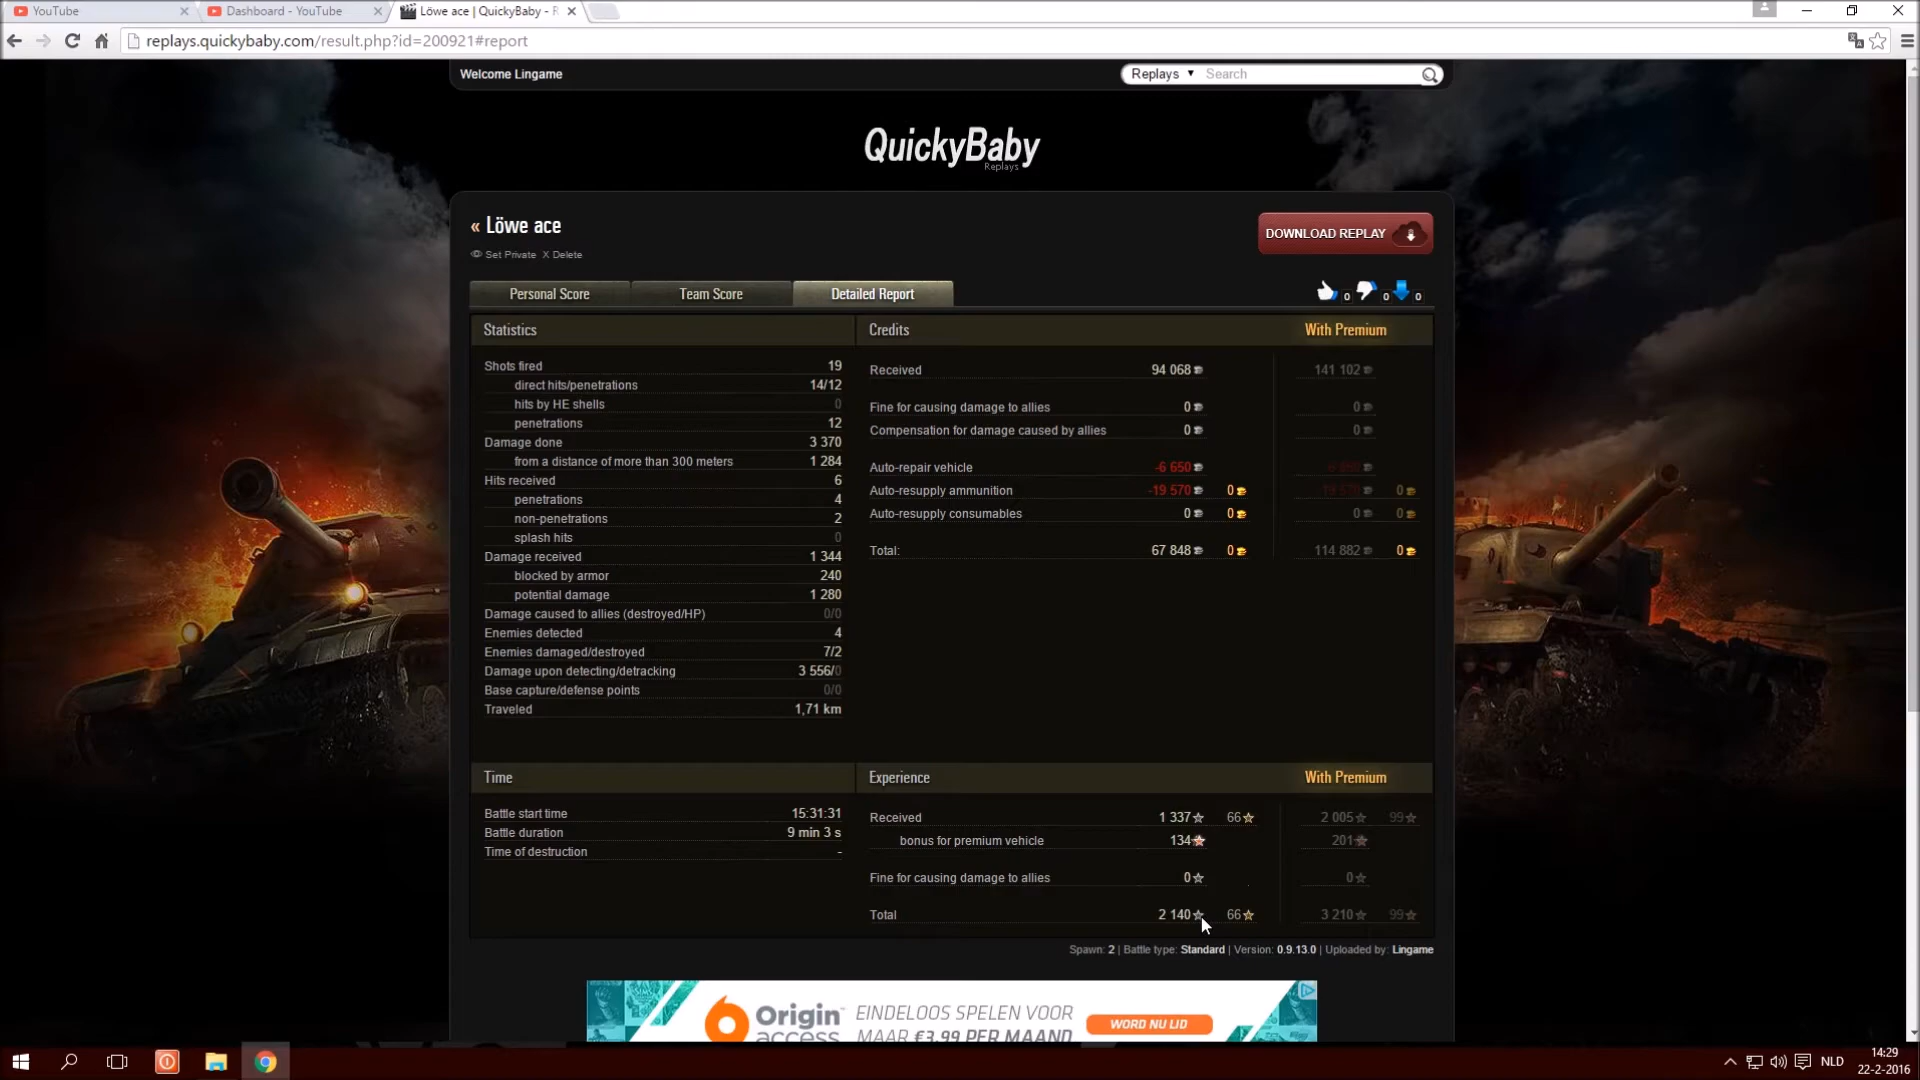 YouTube
Dashboard - YouTube
Löwe ace | QuickyBaby - R
replays.quickybaby.com/result.php?id=200921#report
Welcome Lingame
Replays ▼ Search
QuickyBaby
Replays
« Löwe ace
DOWNLOAD REPLAY
Set Private X Delete
Personal Score
Team Score
Detailed Report
0 0 0
Statistics
Shots fired 19
direct hits/penetrations 14/12
hits by HE shells 0
penetrations 12
Damage done 3 370
from a distance of more than 300 meters 1 284
Hits received 6
penetrations 4
non-penetrations 2
splash hits 0
Damage received 1 344
blocked by armor 240
potential damage 1 280
Damage caused to allies (destroyed/HP) 0/0
Enemies detected 4
Enemies damaged/destroyed 7/2
Damage upon detecting/detracking 3 556/0
Base capture/defense points 0/0
Traveled 1,71 km
Credits With Premium
Received 94 068 141 102
Fine for causing damage to allies 0 0
Compensation for damage caused by allies 0 0
Auto-repair vehicle -6 650 -6 650
Auto-resupply ammunition -19 570 0 -19 570 0
Auto-resupply consumables 0 0 0 0
Total: 67 848 0 114 882 0
Time
Battle start time 15:31:31
Battle duration 9 min 3 s
Time of destruction -
Experience With Premium
Received 1 337 66 2 005 99
bonus for premium vehicle 134 201
Fine for causing damage to allies 0 0
Total 2 140 66 3 210 99
Spawn: 2 | Battle type: Standard | Version: 0.9.13.0 | Uploaded by: Lingame
Origin
access
EINDELOOS SPELEN VOOR
MAAR €3,99 PER MAAND
WORD NU LID
NLD
14:29
22-2-2016